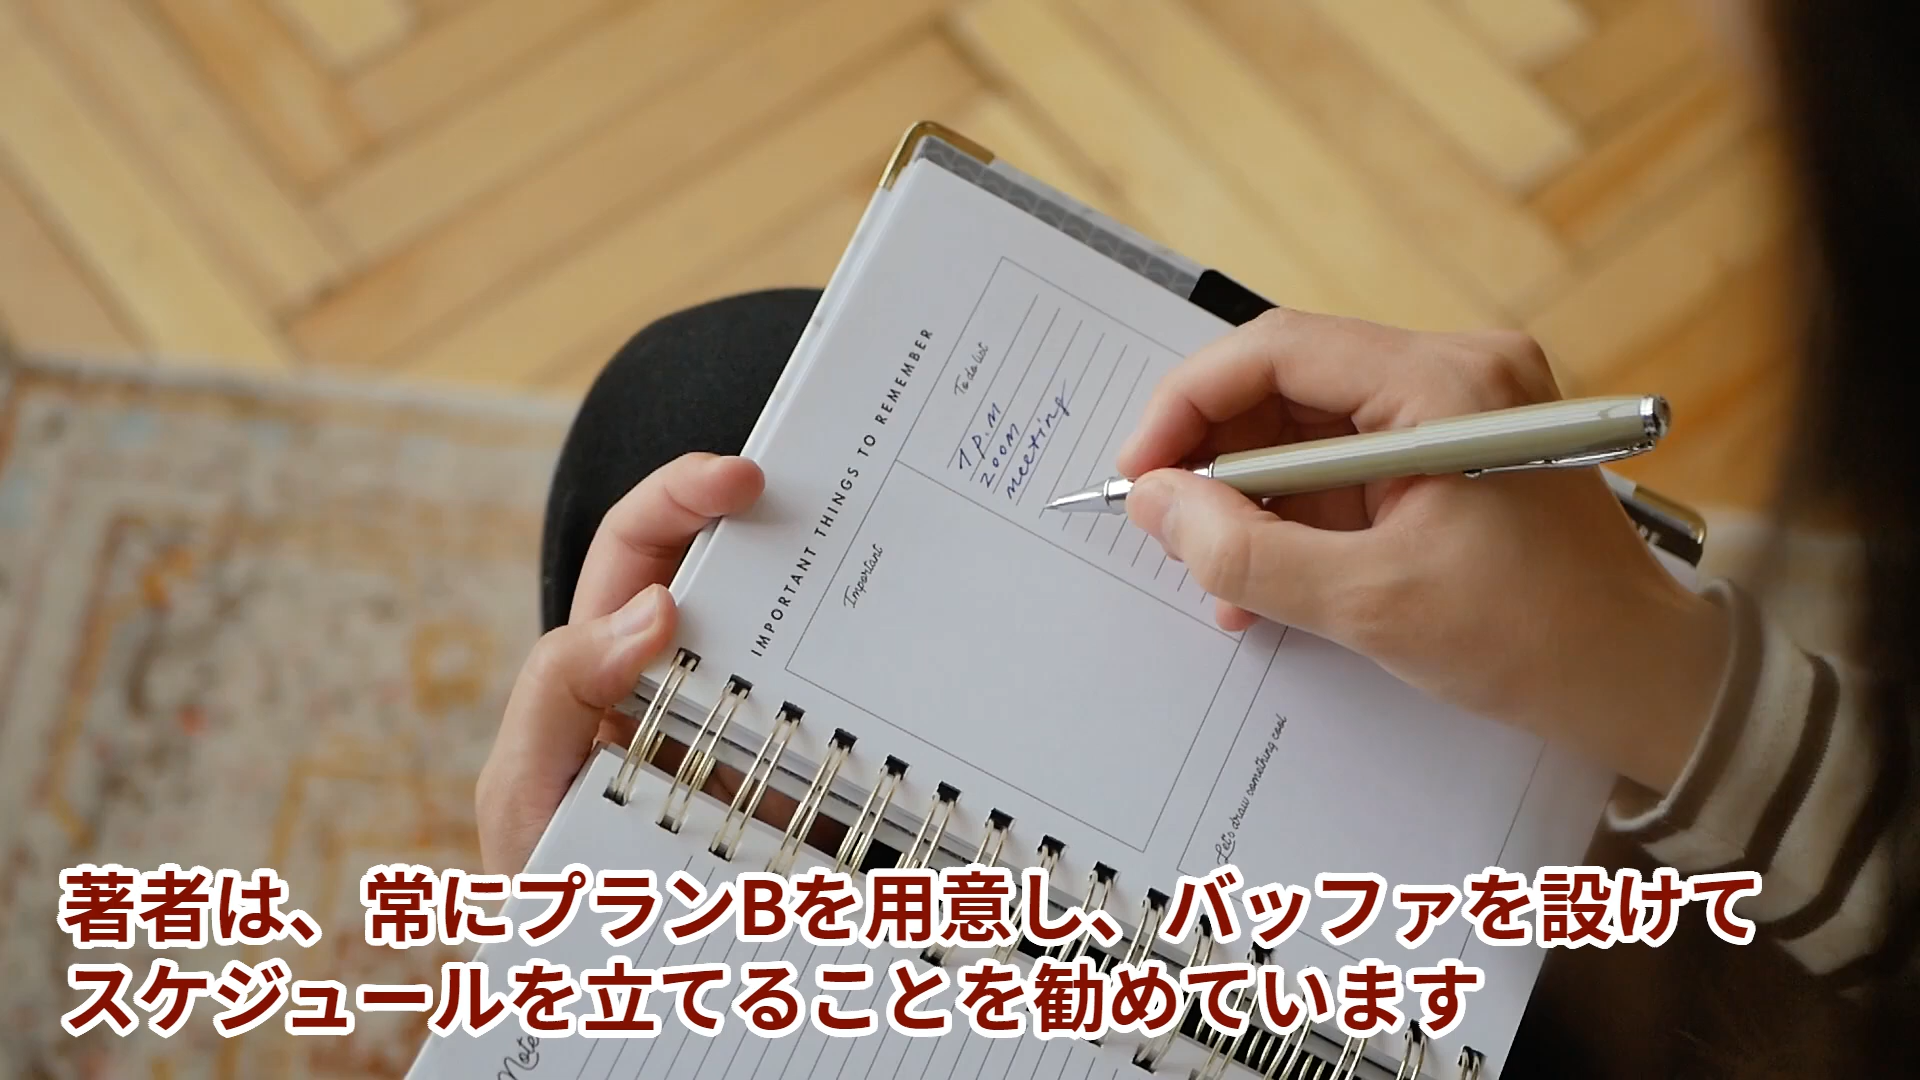 IMPORTANT THINGS TO REMEMBER
To do list
1 p.m
zoom
meeting
Important
Let's draw something cool
Note
著者は、常にプランBを用意し、バッファを設けて
スケジュールを立てることを勧めています